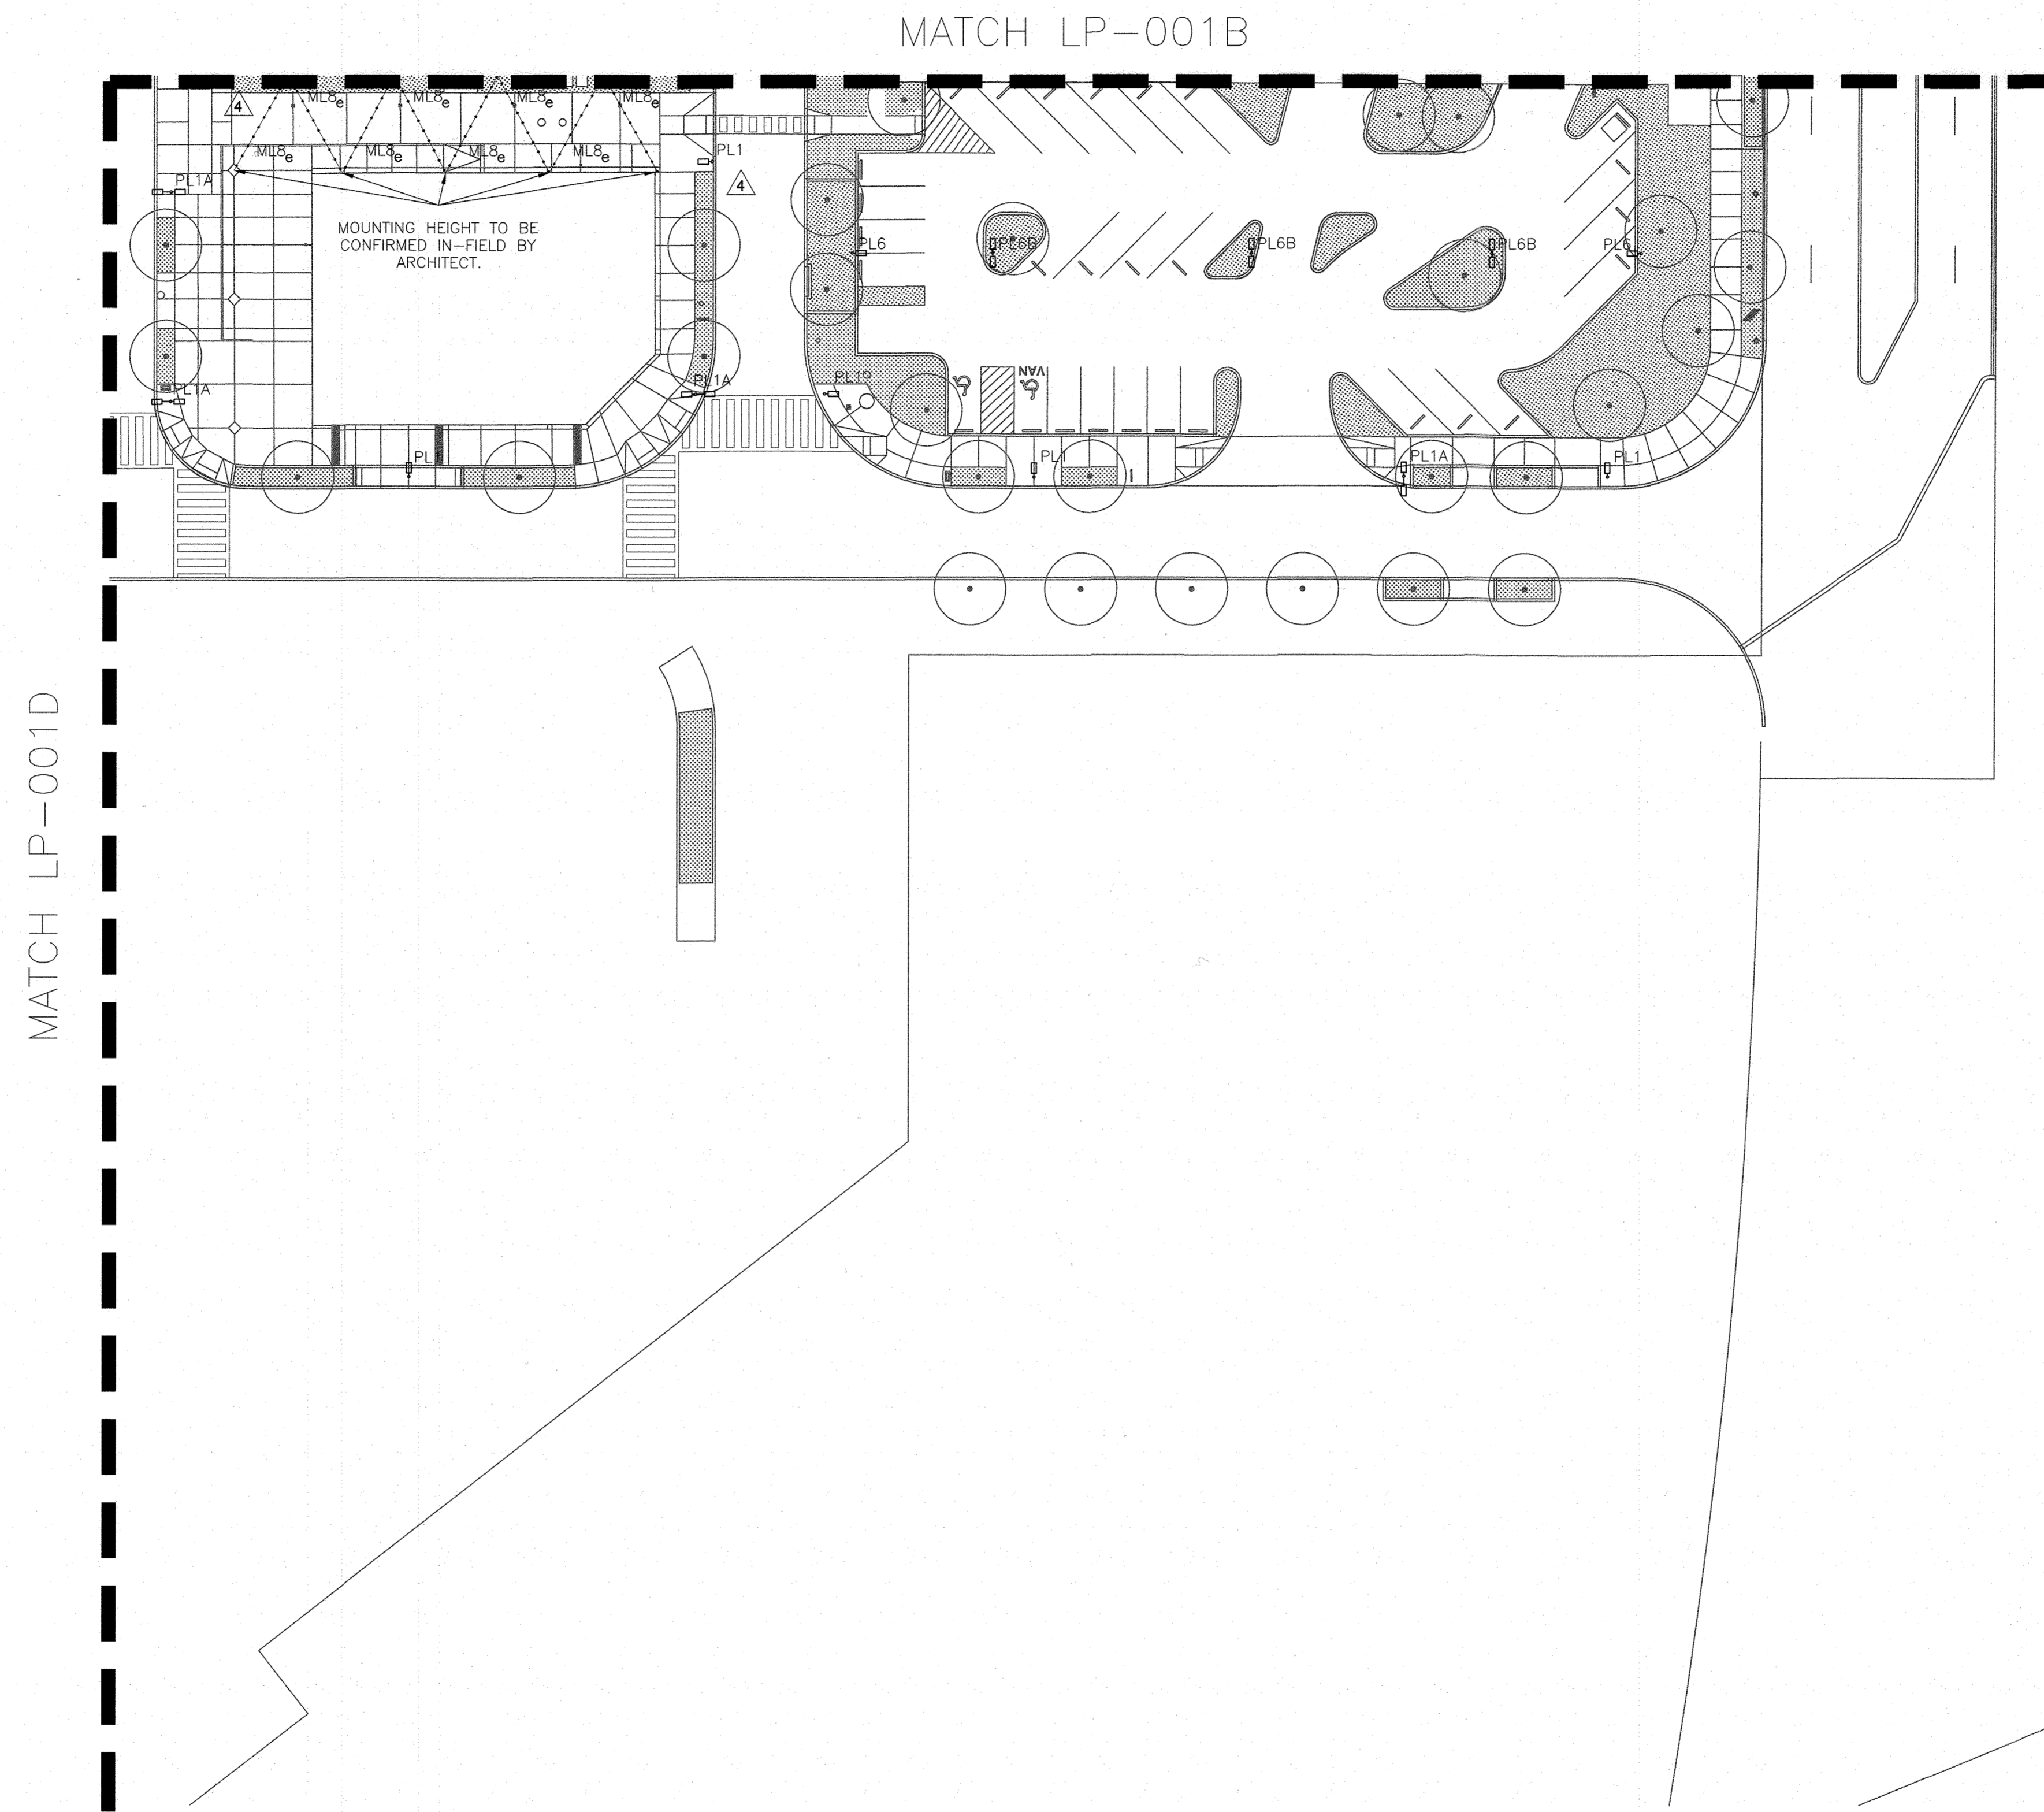 MATCH LP-001B
4
ML8e
ML8e
ML8e
ML8e
ML8e
ML8e
ML8e
ML8e
PL1
4
PL1A
MOUNTING HEIGHT TO BE
CONFIRMED IN-FIELD BY
ARCHITECT.
PL6
PL6B
PL6B
PL6B
PL6
VAN
PL1A
PL1A
PL1
PL1A
PL1
MATCH LP-001D